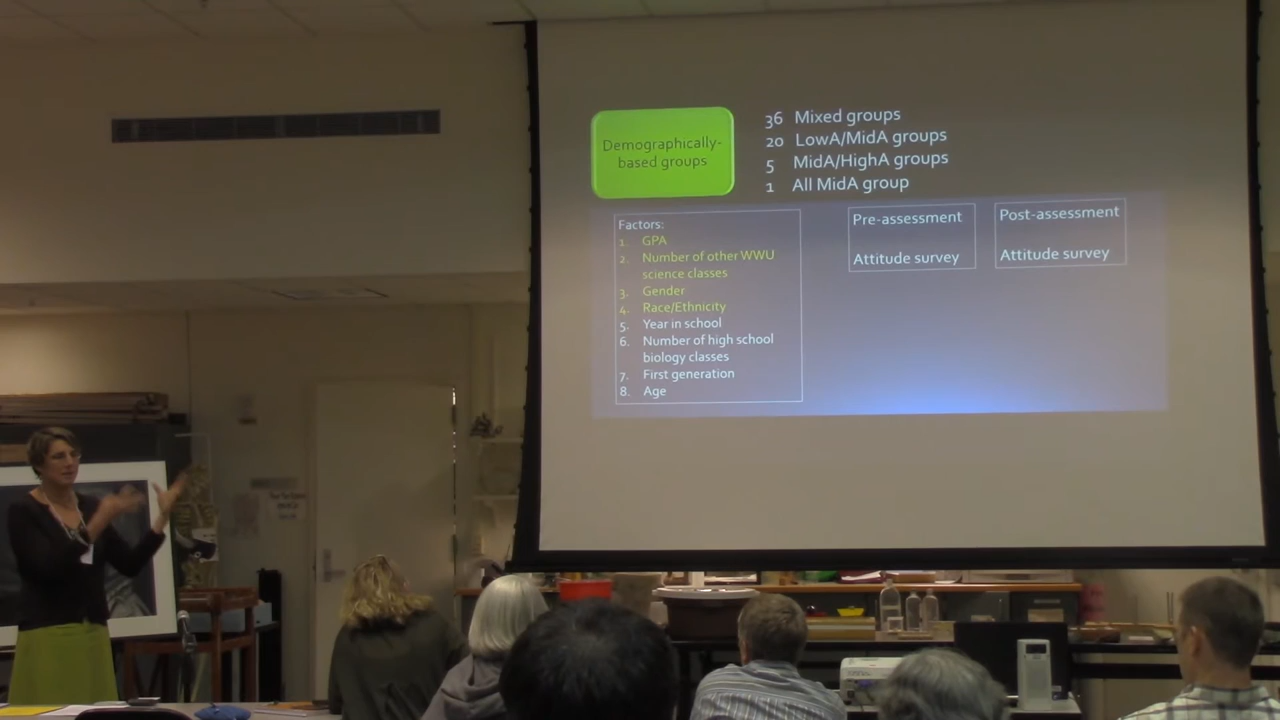 Demographically-
based groups
36 Mixed groups
20 LowA/MidA groups
5 MidA/HighA groups
1 All MidA group
Factors:
1. GPA
2. Number of other WWU
science classes
3. Gender
4. Race/Ethnicity
5. Year in school
6. Number of high school
biology classes
7. First generation
8. Age
Pre-assessment
Attitude survey
Post-assessment
Attitude survey